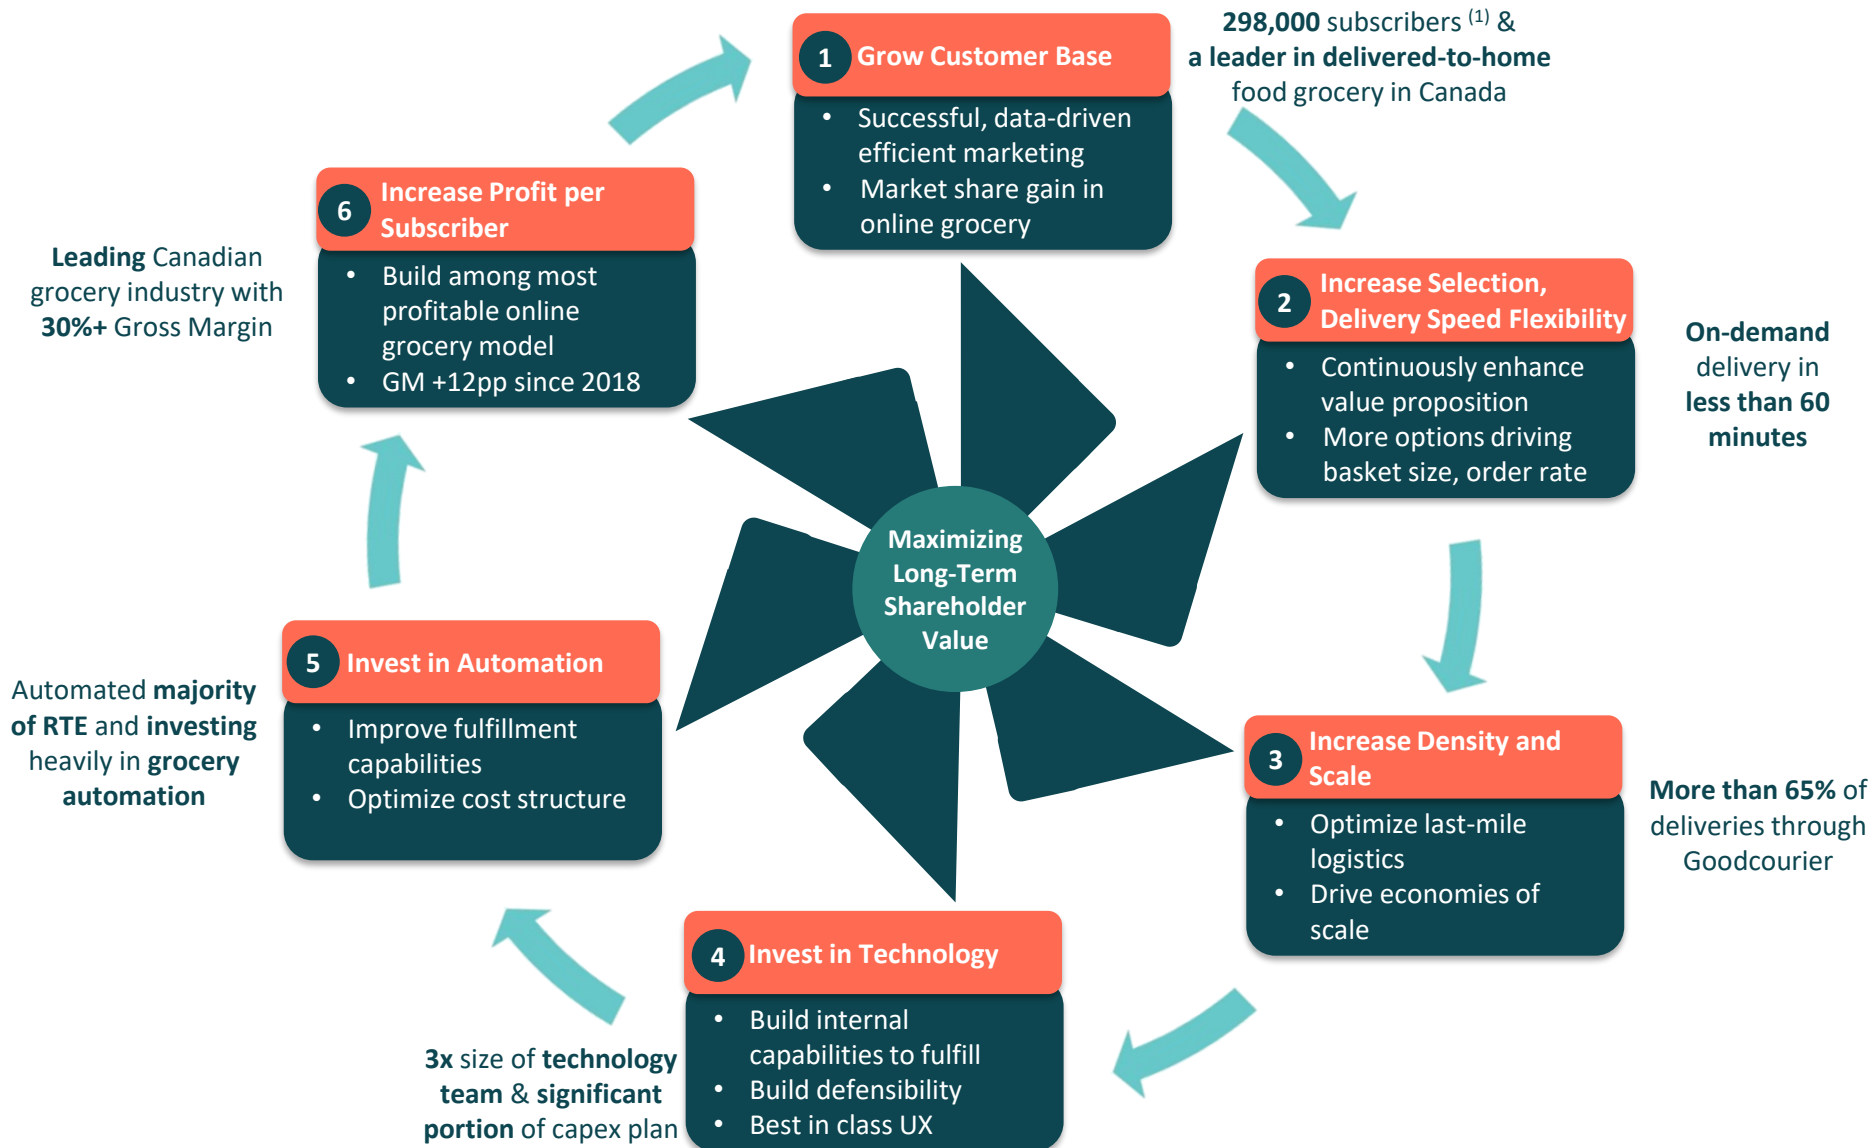 1
Grow Customer Base
• Successful, data-driven
efficient marketing
• Market share gain in
online grocery
298,000 subscribers (1) &
a leader in delivered-to-home
food grocery in Canada
2
Increase Selection,
Delivery Speed Flexibility
• Continuously enhance
value proposition
• More options driving
basket size, order rate
On-demand
delivery in
less than 60
minutes
3
Increase Density and
Scale
• Optimize last-mile
logistics
• Drive economies of
scale
More than 65% of
deliveries through
Goodcourier
4
Invest in Technology
• Build internal
capabilities to fulfill
• Build defensibility
• Best in class UX
3x size of technology
team & significant
portion of capex plan
5
Invest in Automation
• Improve fulfillment
capabilities
• Optimize cost structure
Automated majority
of RTE and investing
heavily in grocery
automation
6
Increase Profit per
Subscriber
• Build among most
profitable online
grocery model
• GM +12pp since 2018
Leading Canadian
grocery industry with
30%+ Gross Margin
Maximizing
Long-Term
Shareholder
Value